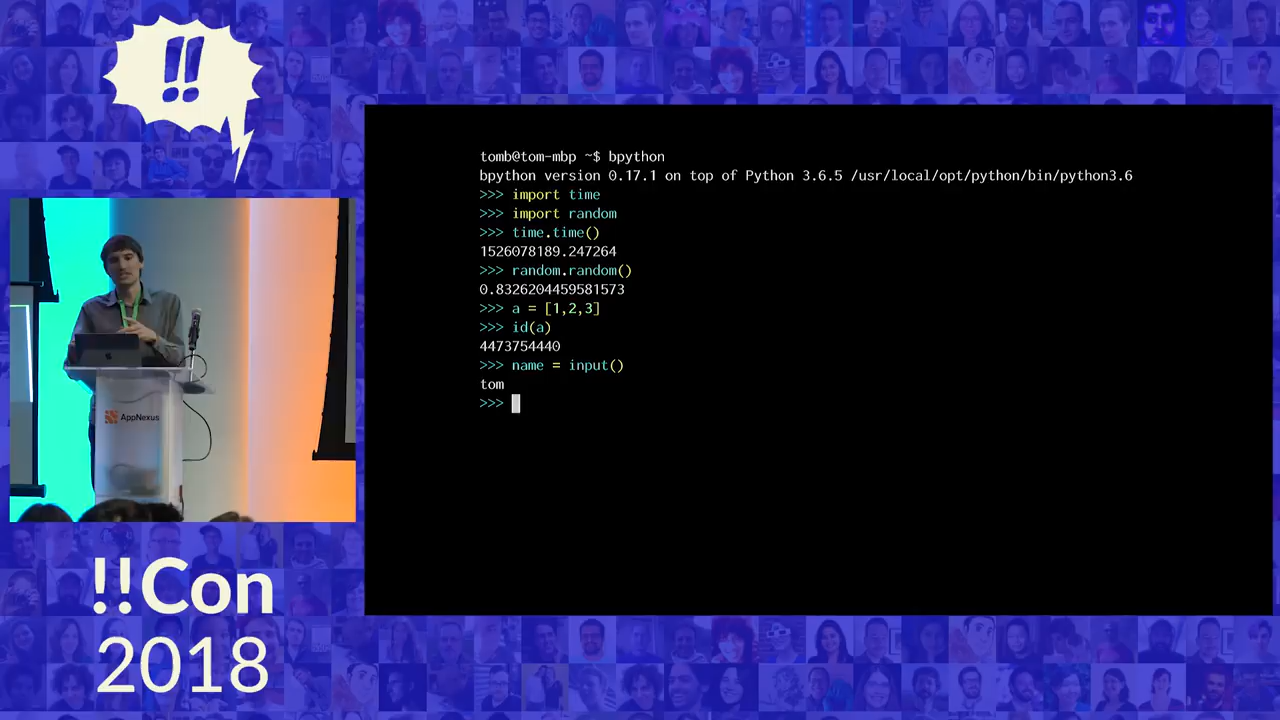 !!
tomb@tom-mbp ~$ bpython
bpython version 0.17.1 on top of Python 3.6.5 /usr/local/opt/python/bin/python3.6
>>> import time
>>> import random
>>> time.time()
1526078189.247264
>>> random.random()
0.8326204459581573
>>> a = [1,2,3]
>>> id(a)
4473754440
>>> name = input()
tom
>>>
AppNexus
!!Con
2018